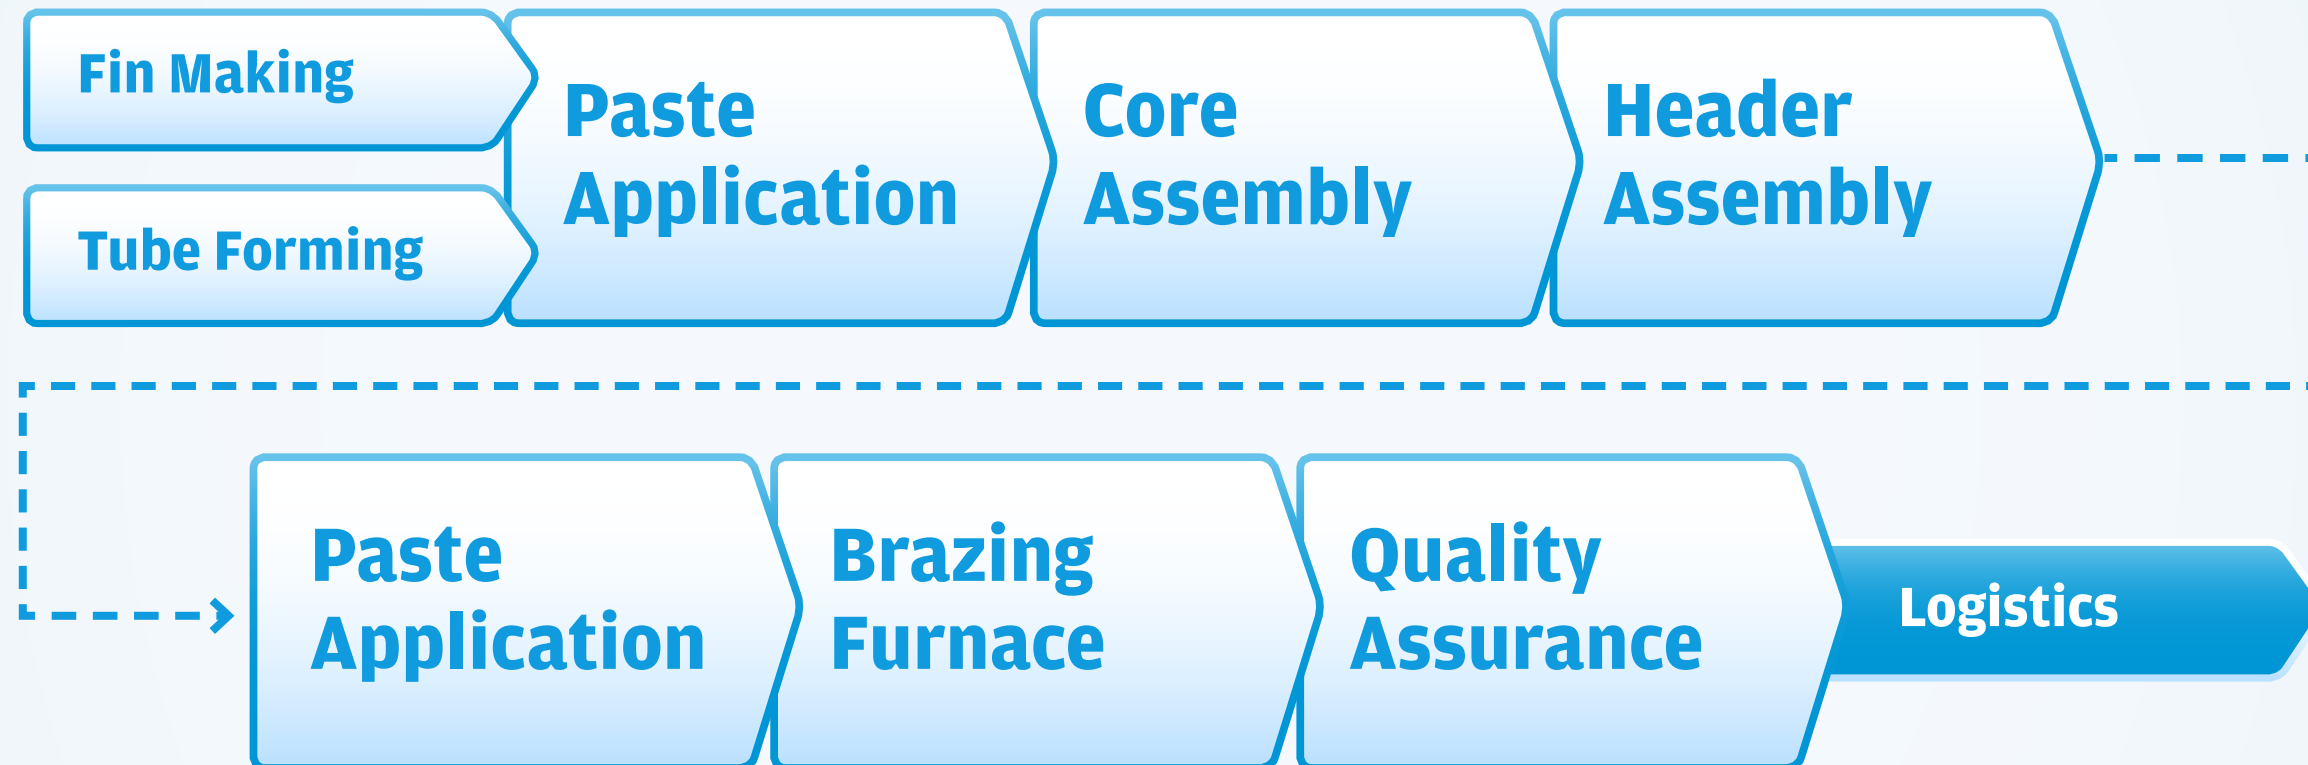 Fin Making
Tube Forming
Paste
Application
Core
Assembly
Header
Assembly
Paste
Application
Brazing
Furnace
Quality
Assurance
Logistics